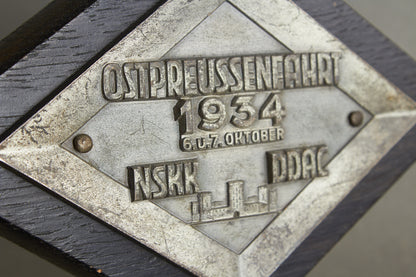 OSTPREUSSENFAHRT
1934
6.U.7. OKTOBER
NSKK DDAC